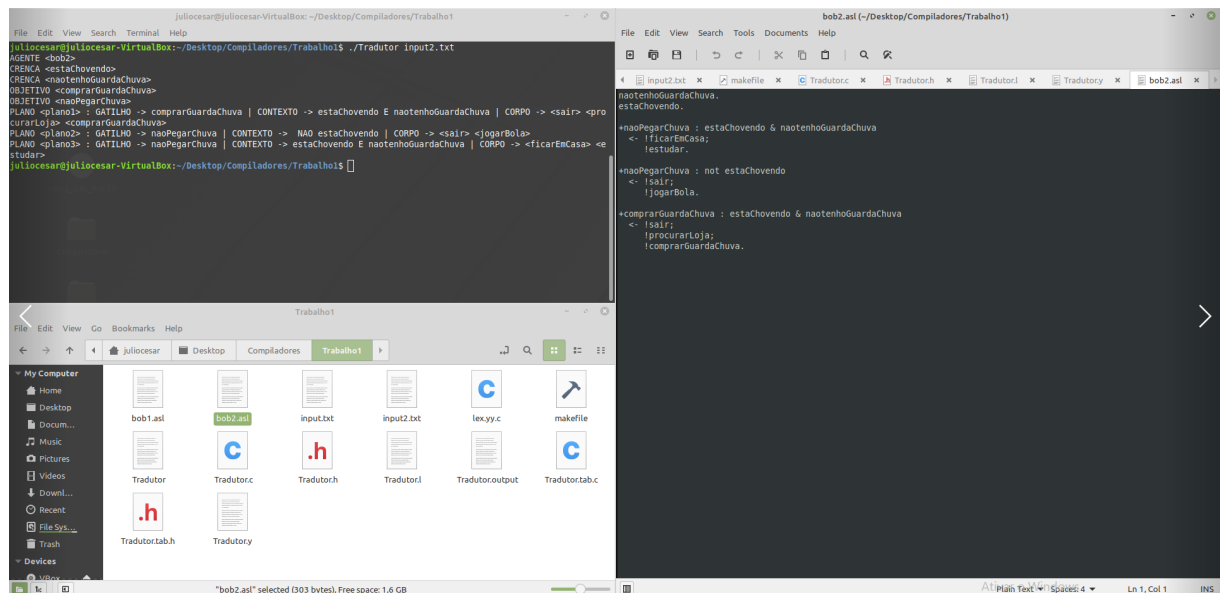 juliocesar@juliocesar-VirtualBox: ~/Desktop/Compiladores/Trabalho1
File Edit View Search Terminal Help
juliocesar@juliocesar-VirtualBox:~/Desktop/Compiladores/Trabalho1$ ./Tradutor input2.txt
AGENTE <bob2>
CRENCA <estaChovendo>
CRENCA <naotenhoGuardaChuva>
OBJETIVO <comprarGuardaChuva>
OBJETIVO <naoPegarChuva>
PLANO <plano1> : GATILHO -> comprarGuardaChuva | CONTEXTO -> estaChovendo E naotenhoGuardaChuva | CORPO -> <sair> <pro
curarLoja> <comprarGuardaChuva>
PLANO <plano2> : GATILHO -> naoPegarChuva | CONTEXTO ->  NAO estaChovendo | CORPO -> <sair> <jogarBola>
PLANO <plano3> : GATILHO -> naoPegarChuva | CONTEXTO -> estaChovendo E naotenhoGuardaChuva | CORPO -> <ficarEmCasa> <e
studar>
juliocesar@juliocesar-VirtualBox:~/Desktop/Compiladores/Trabalho1$
Trabalho1
File Edit View Go Bookmarks Help
juliocesar Desktop Compiladores Trabalho1
My Computer
Home
Desktop
Docum...
Music
Pictures
Videos
Downl...
Recent
File Sys...
Trash
Devices
VBox
bob1.asl bob2.asl input.txt input2.txt lex.yy.c makefile
Tradutor Tradutor.c Tradutor.h Tradutor.l Tradutor.output Tradutor.tab.c
Tradutor.tab.h Tradutor.y
"bob2.asl" selected (303 bytes), Free space: 1.6 GB
bob2.asl (~/Desktop/Compiladores/Trabalho1)
File Edit View Search Tools Documents Help
input2.txt makefile Tradutor.c Tradutor.h Tradutor.l Tradutor.y bob2.asl
naotenhoGuardaChuva.
estaChovendo.
+naoPegarChuva : estaChovendo & naotenhoGuardaChuva
<- !ficarEmCasa;
!estudar.
+naoPegarChuva : not estaChovendo
<- !sair;
!jogarBola.
+comprarGuardaChuva : estaChovendo & naotenhoGuardaChuva
<- !sair;
!procurarLoja;
!comprarGuardaChuva.
Plain Text Spaces: 4 Ln 1, Col 1 INS